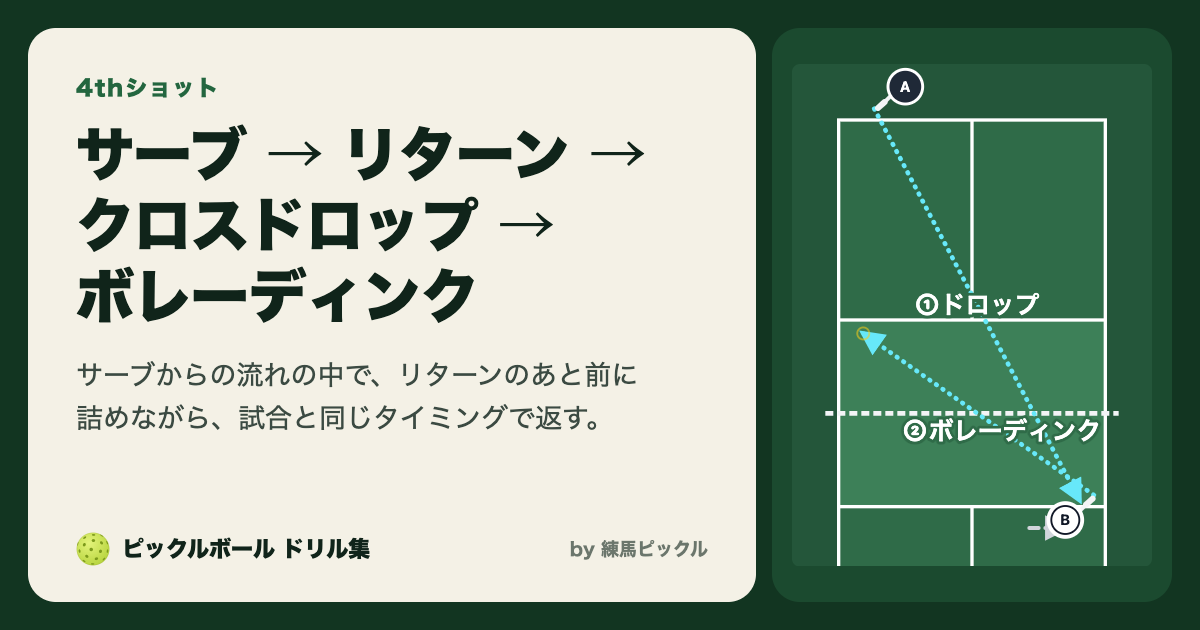 4thショット
サーブ → リターン →
クロスドロップ →
ボレーディンク
サーブからの流れの中で、リターンのあと前に
詰めながら、試合と同じタイミングで返す。
ピックルボール ドリル集
by 練馬ピックル
A
①ドロップ
②ボレーディンク
B